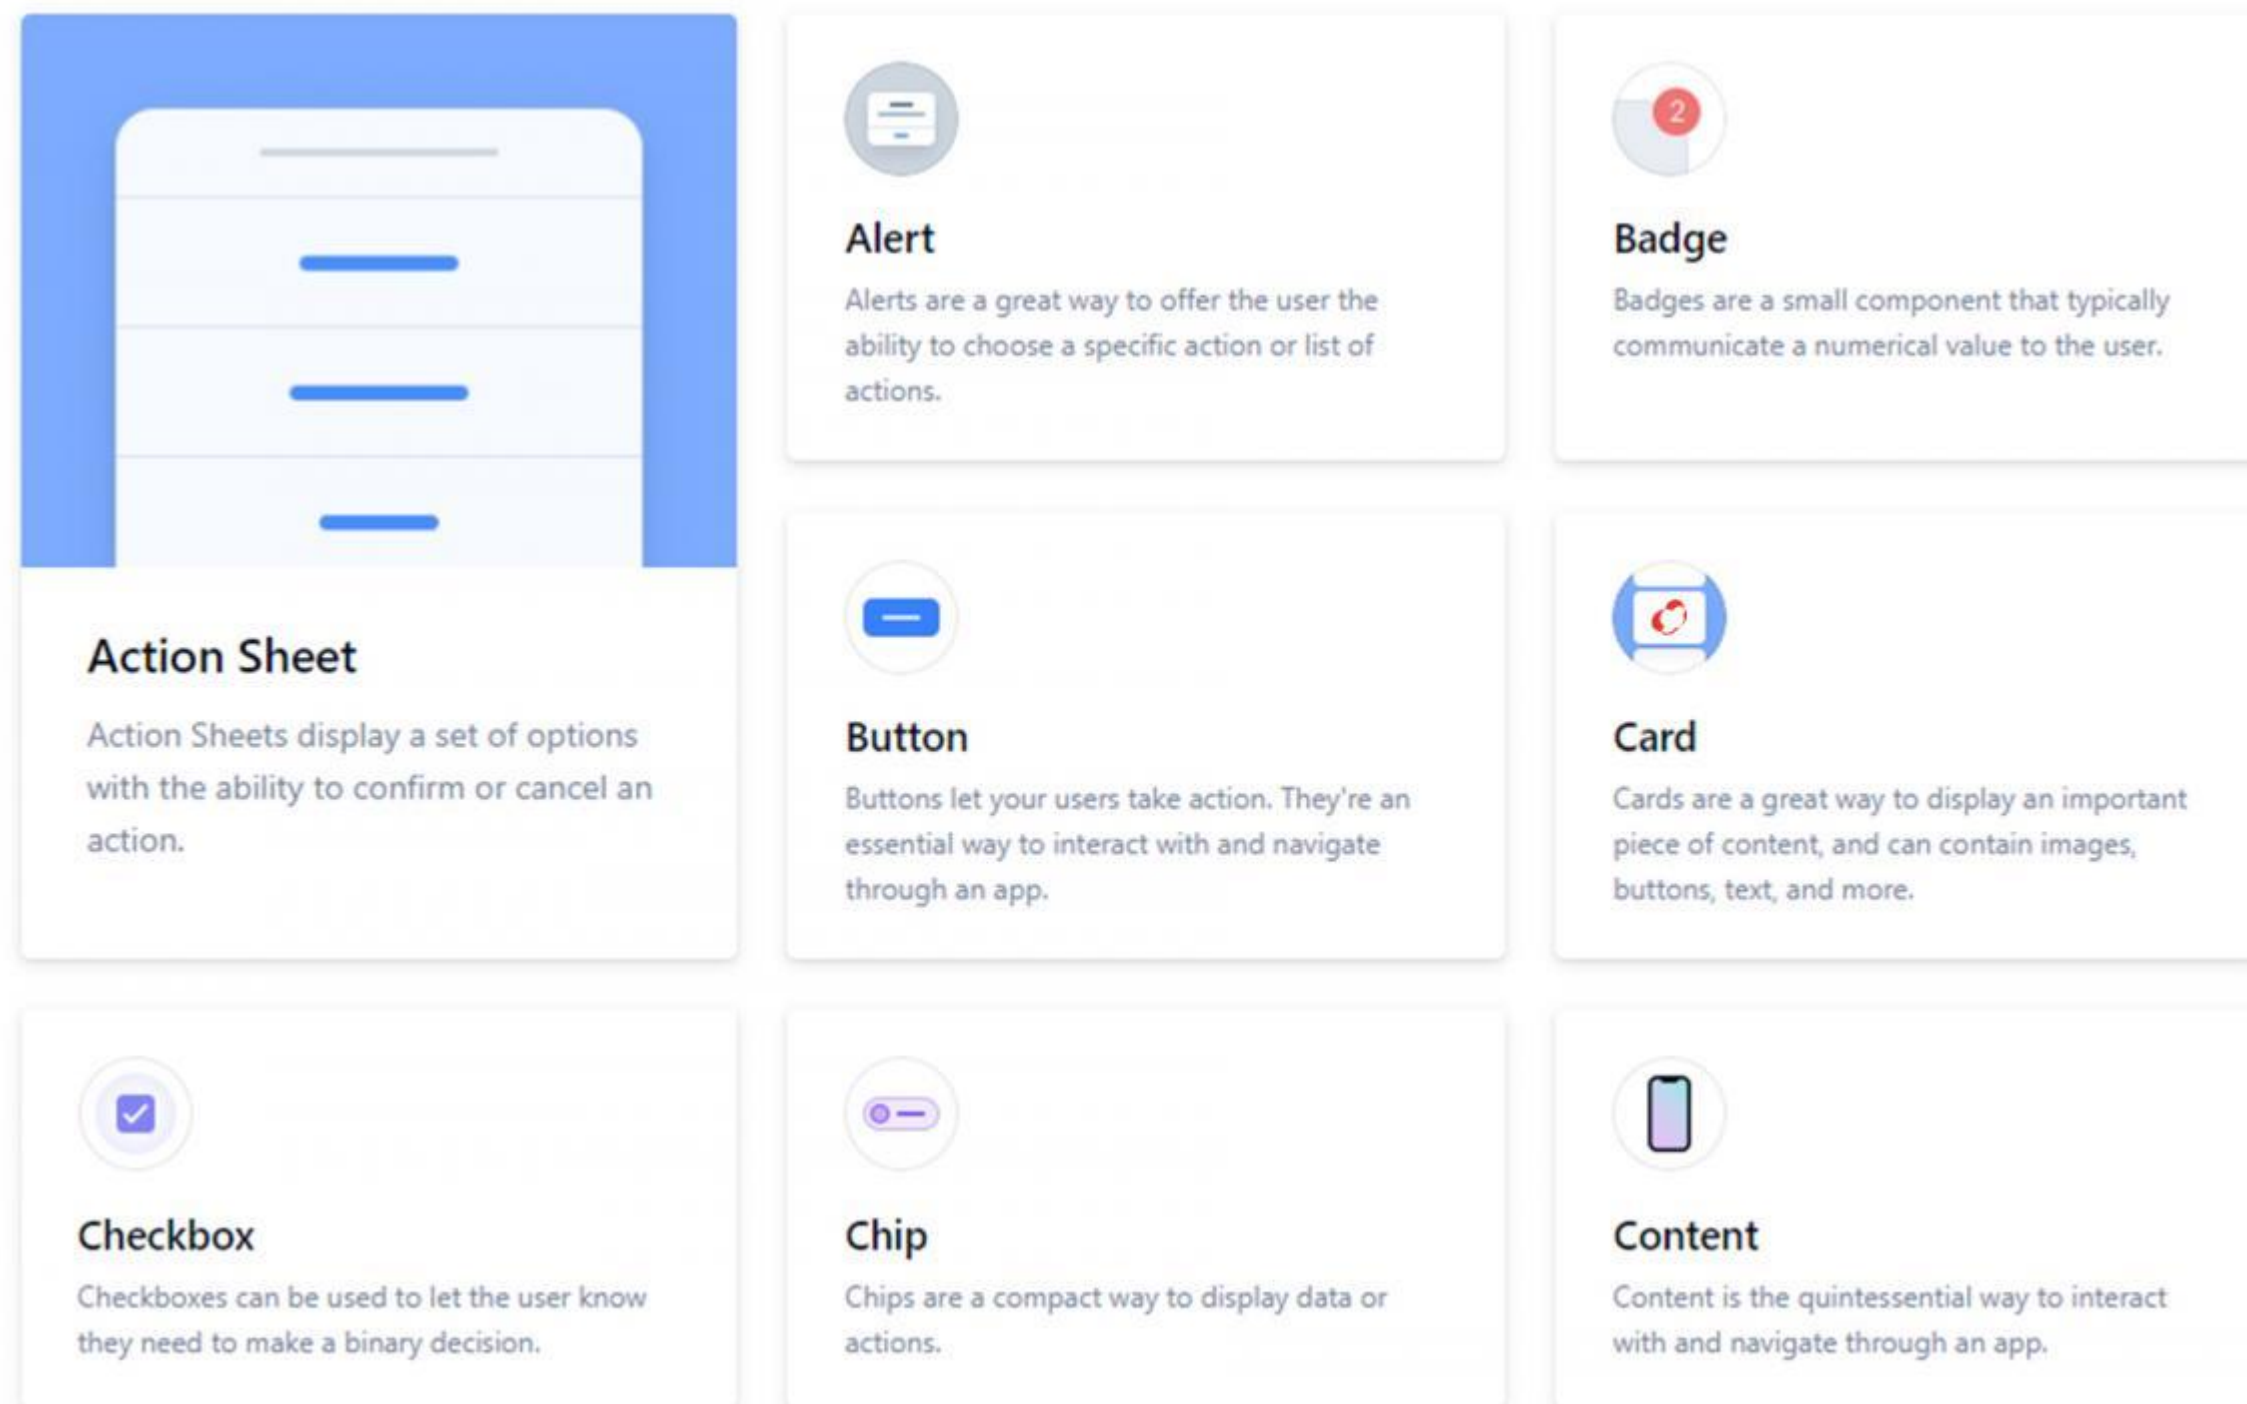 Action Sheet
Action Sheets display a set of options
with the ability to confirm or cancel an
action.
Alert
Alerts are a great way to offer the user the
ability to choose a specific action or list of
actions.
2
Badge
Badges are a small component that typically
communicate a numerical value to the user.
Button
Buttons let your users take action. They're an
essential way to interact with and navigate
through an app.
Card
Cards are a great way to display an important
piece of content, and can contain images,
buttons, text, and more.
Checkbox
Checkboxes can be used to let the user know
they need to make a binary decision.
Chip
Chips are a compact way to display data or
actions.
Content
Content is the quintessential way to interact
with and navigate through an app.